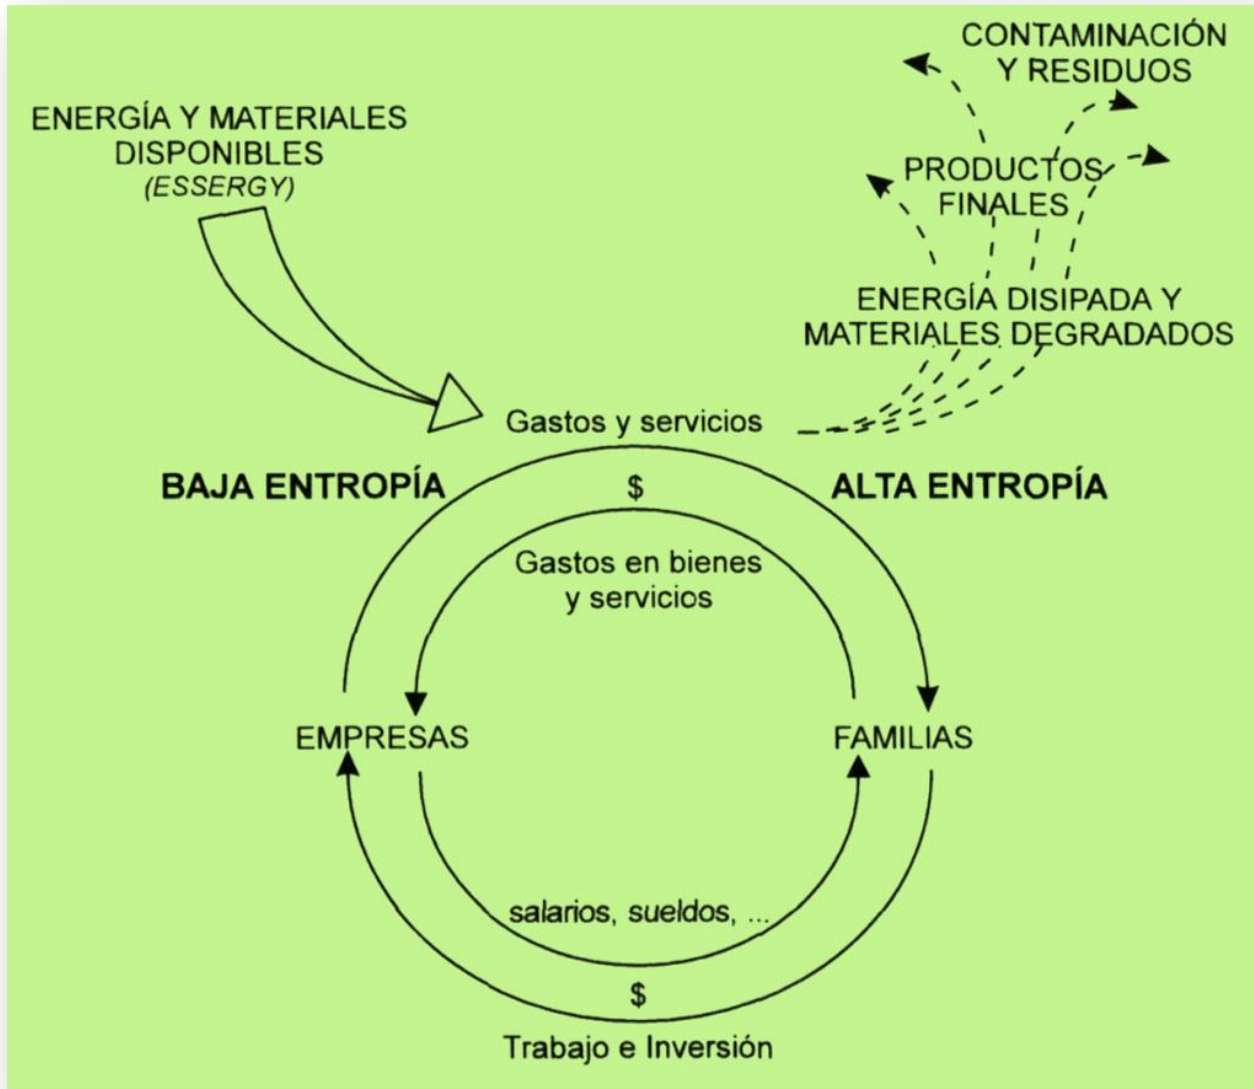 CONTAMINACIÓN
Y RESIDUOS
ENERGÍA Y MATERIALES
DISPONIBLES
(ESSERGY)
PRODUCTOS
FINALES
ENERGÍA DISIPADA Y
MATERIALES DEGRADADOS
Gastos y servicios
BAJA ENTROPÍA
$
ALTA ENTROPÍA
Gastos en bienes
y servicios
EMPRESAS
FAMILIAS
salarios, sueldos, ...
$
Trabajo e Inversión